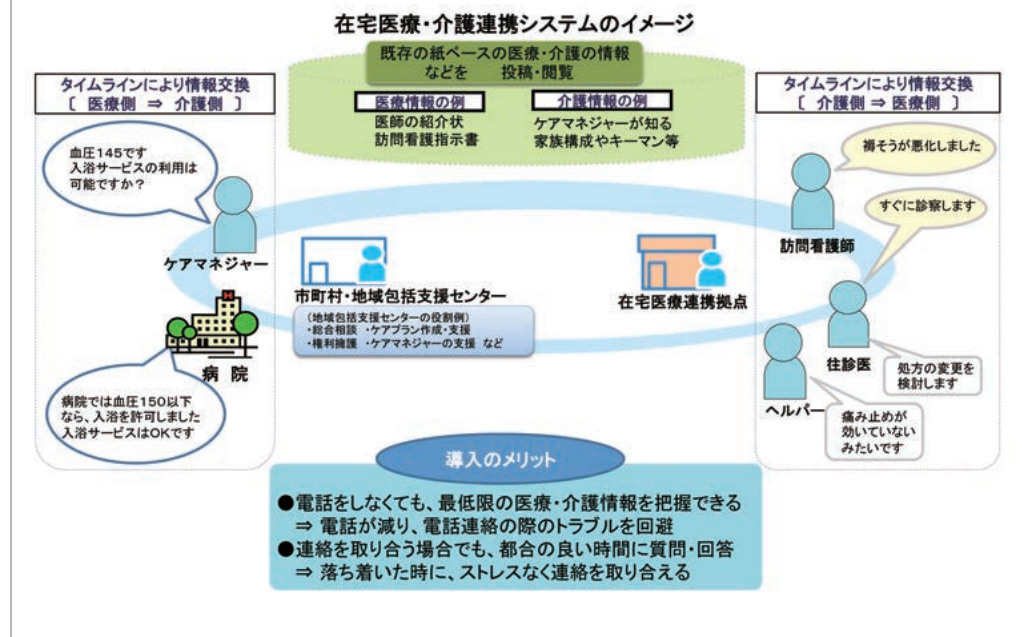 在宅医療・介護連携システムのイメージ
既存の紙ベースの医療・介護の情報
などを 投稿・閲覧
医療情報の例
医師の紹介状
訪問看護指示書
介護情報の例
ケアマネジャーが知る
家族構成やキーマン等
タイムラインにより情報交換
〔 医療側 ⇒ 介護側 〕
血圧145です
入浴サービスの利用は
可能ですか?
ケアマネジャー
病 院
病院では血圧150以下
なら、入浴を許可しました
入浴サービスはOKです
市町村・地域包括支援センター
(地域包括支援センターの役割例)
・総合相談 ・ケアプラン作成・支援
・権利擁護 ・ケアマネジャーの支援 など
在宅医療連携拠点
タイムラインにより情報交換
〔 介護側 ⇒ 医療側 〕
褥そうが悪化しました
訪問看護師
すぐに診察します
往診医
処方の変更を
検討します
ヘルパー
痛み止めが
効いていない
みたいです
導入のメリット
●電話をしなくても、最低限の医療・介護情報を把握できる
⇒ 電話が減り、電話連絡の際のトラブルを回避
●連絡を取り合う場合でも、都合の良い時間に質問・回答
⇒ 落ち着いた時に、ストレスなく連絡を取り合える